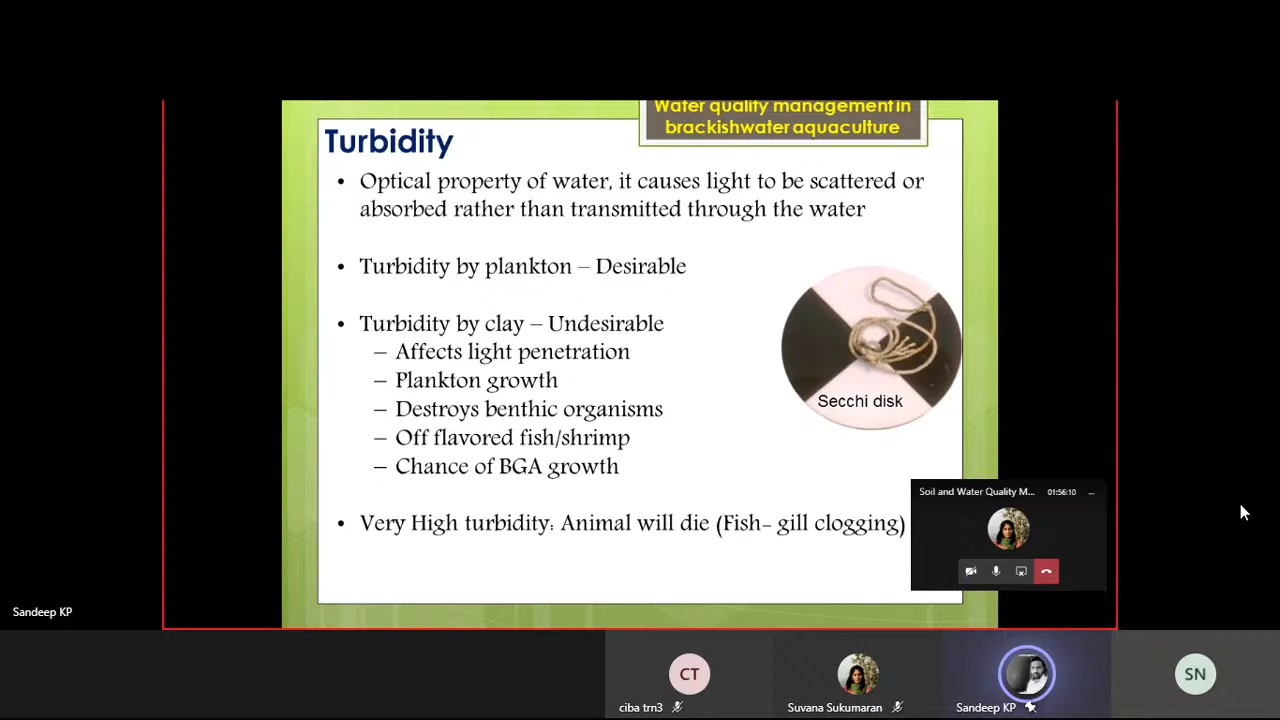 Water quality management in
brackishwater aquaculture
Turbidity
• Optical property of water, it causes light to be scattered or
absorbed rather than transmitted through the water
• Turbidity by plankton – Desirable
• Turbidity by clay – Undesirable
– Affects light penetration
– Plankton growth
– Destroys benthic organisms
– Off flavored fish/shrimp
– Chance of BGA growth
Secchi disk
• Very High turbidity: Animal will die (Fish- gill clogging)
Soil and Water Quality M... 01:56:10
Sandeep KP
CT
SN
ciba trn3
Suvana Sukumaran
Sandeep KP